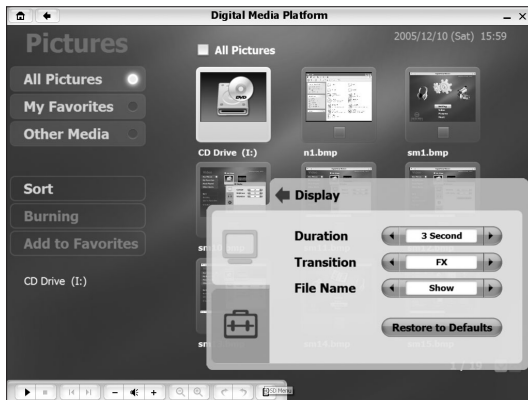 Digital Media Platform
Pictures
2005/12/10 (Sat) 15:59
All Pictures
All Pictures
My Favorites
Other Media
CD Drive (I:)
n1.bmp
sm1.bmp
Sort
Burning
Add to Favorites
CD Drive (I:)
Display
Duration
3 Second
Transition
FX
File Name
Show
Restore to Defaults
OSD Menu